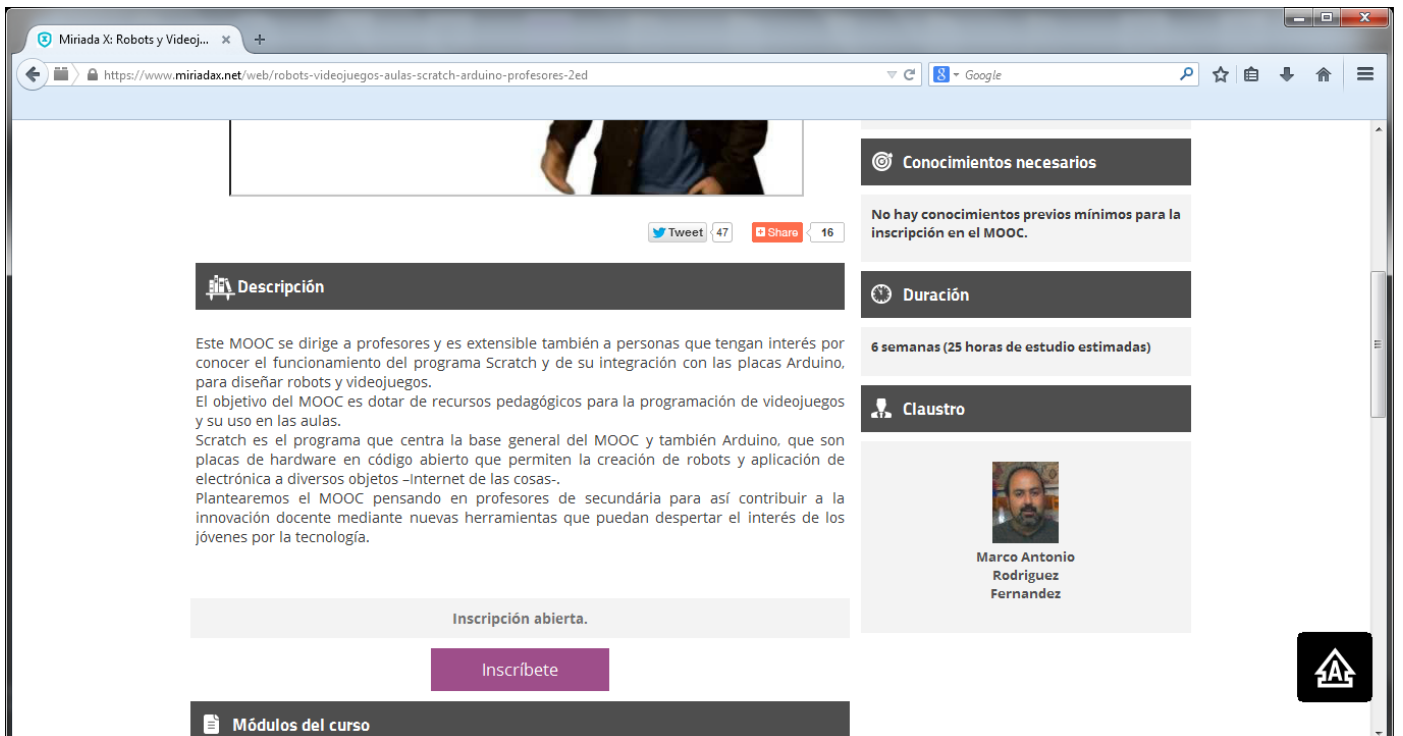 Miriada X: Robots y Videoj...
https://www.miriadax.net/web/robots-videojuegos-aulas-scratch-arduino-profesores-2ed
Google
Tweet 47
Share 16
Descripción
Este MOOC se dirige a profesores y es extensible también a personas que tengan interés por
conocer el funcionamiento del programa Scratch y de su integración con las placas Arduino,
para diseñar robots y videojuegos.
El objetivo del MOOC es dotar de recursos pedagógicos para la programación de videojuegos
y su uso en las aulas.
Scratch es el programa que centra la base general del MOOC y también Arduino, que son
placas de hardware en código abierto que permiten la creación de robots y aplicación de
electrónica a diversos objetos –Internet de las cosas-.
Plantearemos el MOOC pensando en profesores de secundária para así contribuir a la
innovación docente mediante nuevas herramientas que puedan despertar el interés de los
jóvenes por la tecnología.
Inscripción abierta.
Inscríbete
Módulos del curso
Conocimientos necesarios
No hay conocimientos previos mínimos para la
inscripción en el MOOC.
Duración
6 semanas (25 horas de estudio estimadas)
Claustro
Marco Antonio
Rodriguez
Fernandez
A